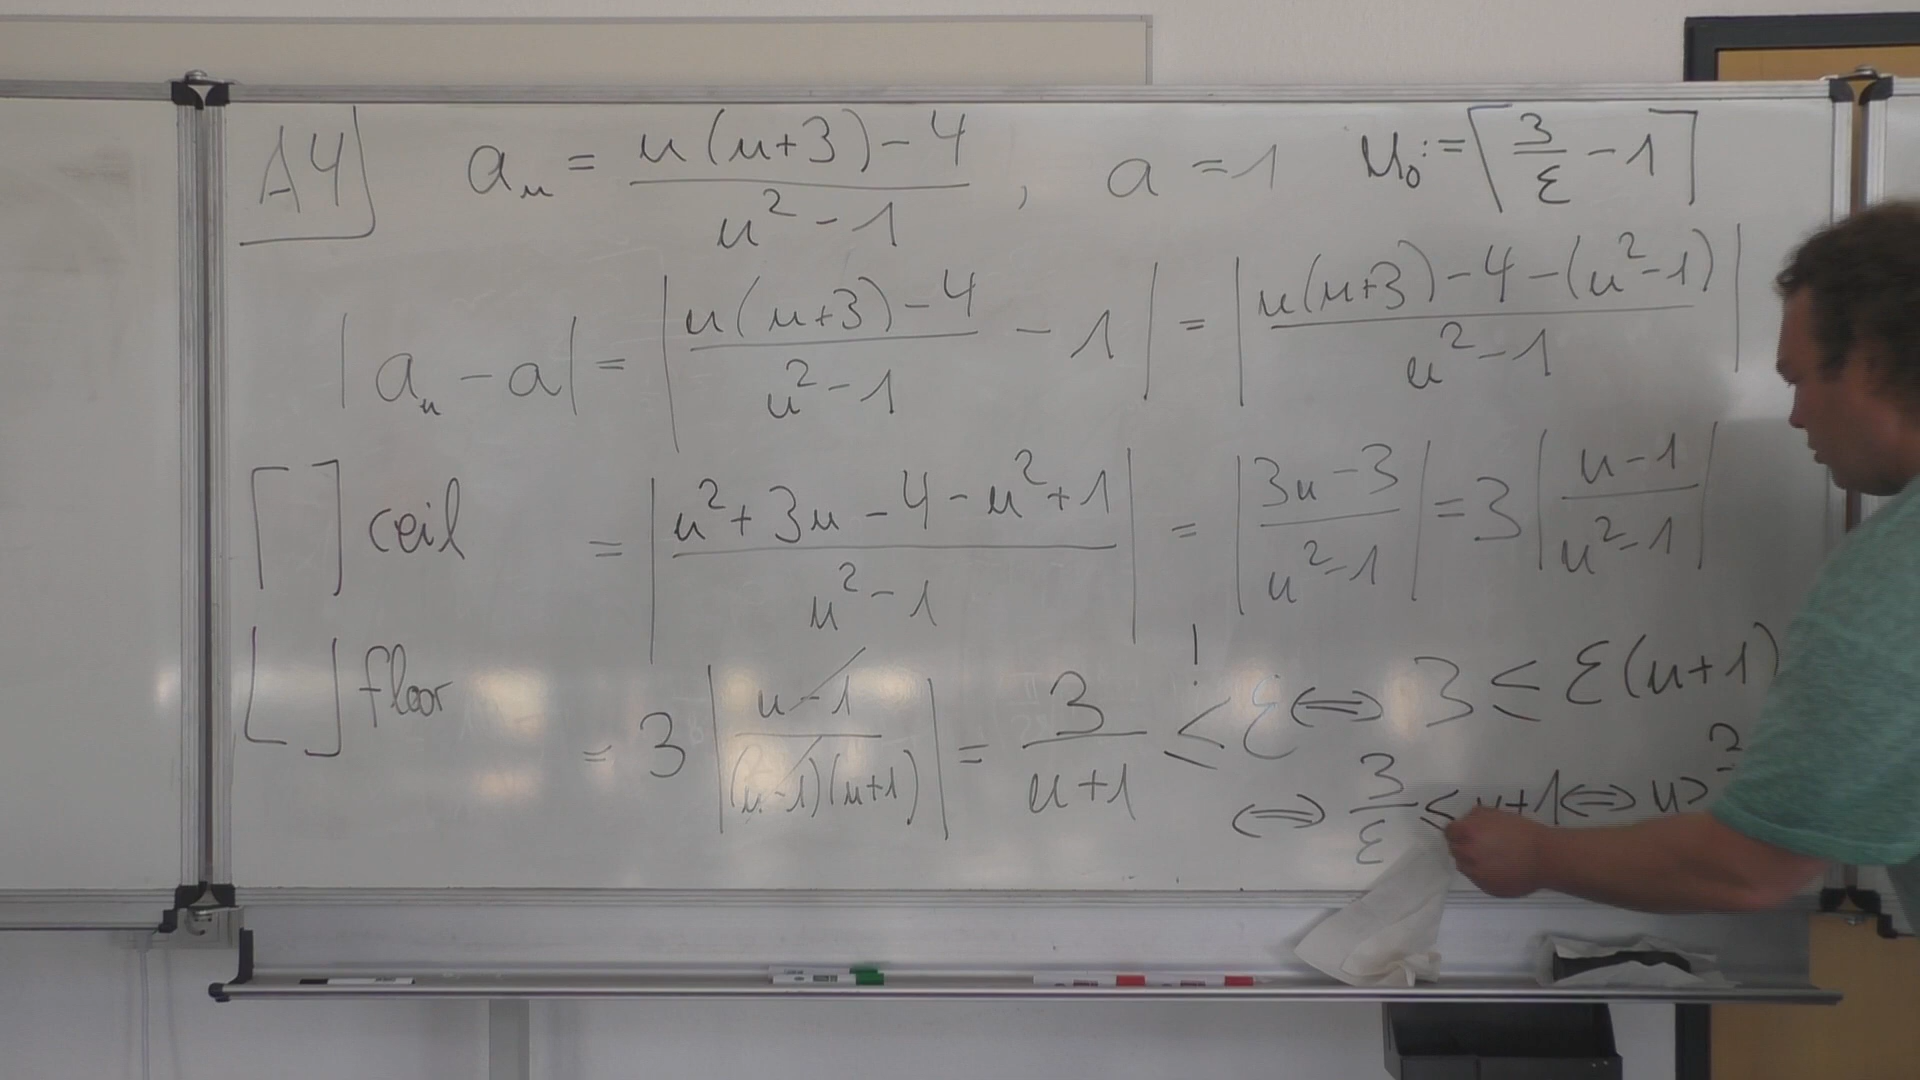 A4] aₙ = (n(n+3)-4)/(n²-1) , a = 1 n₀ := ⌈3/ε - 1⌉
|aₙ - a| = |(n(n+3)-4)/(n²-1) - 1| = |(n(n+3)-4-(n²-1))/(n²-1)|
⌈ ⌉ ceil = |(n²+3n-4-n²+1)/(n²-1)| = |(3n-3)/(n²-1)| = 3|(n-1)/(n²-1)|
⌊ ⌋ floor = 3|(n-1)/((n-1)(n+1))| = 3/(n+1) ≤! ε ⇔ 3 ≤ ε(n+1)
⇔ 3/ε ≤ n+1 ⇔ n ≥